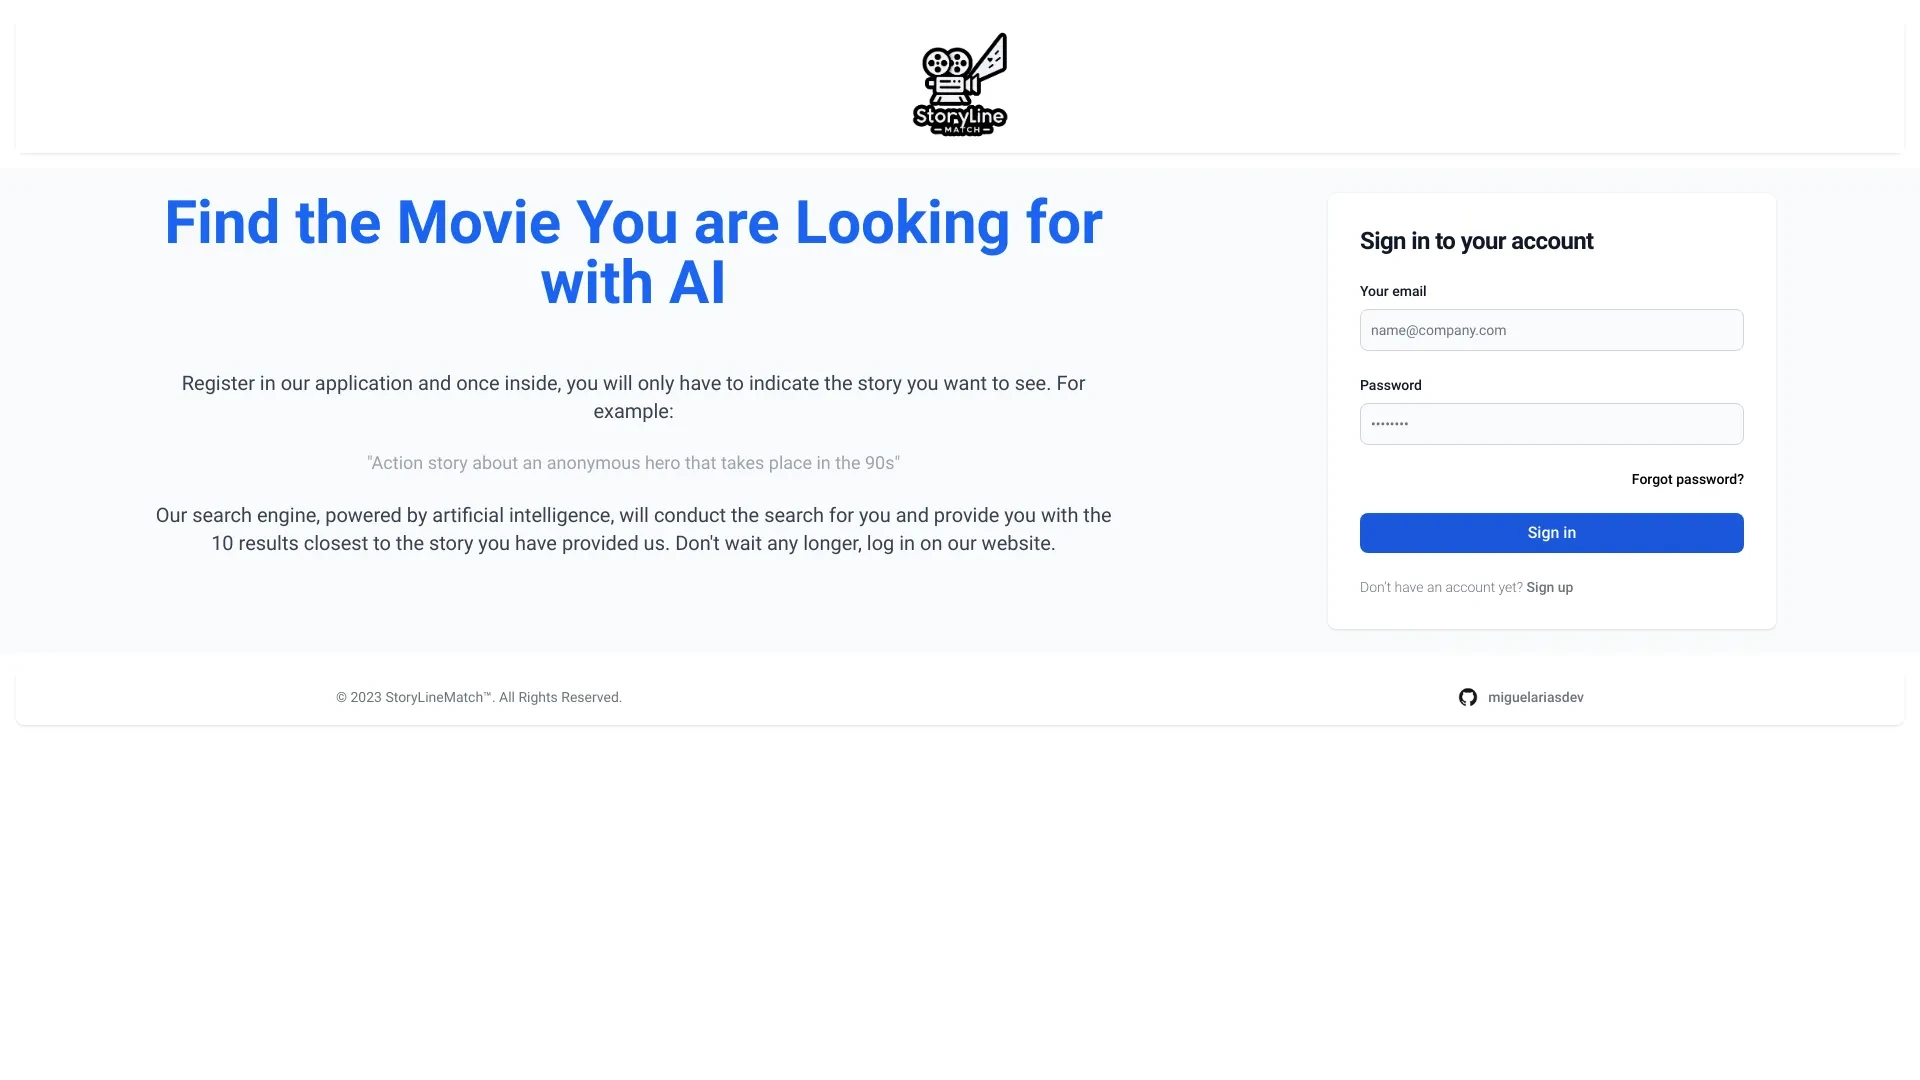 StoryLine
MATCH
Find the Movie You are Looking for
with AI
Register in our application and once inside, you will only have to indicate the story you want to see. For
example:
"Action story about an anonymous hero that takes place in the 90s"
Our search engine, powered by artificial intelligence, will conduct the search for you and provide you with the
10 results closest to the story you have provided us. Don't wait any longer, log in on our website.
Sign in to your account
Your email
name@company.com
Password
••••••••
Forgot password?
Sign in
Don't have an account yet? Sign up
© 2023 StoryLineMatch™. All Rights Reserved.
miguelariasdev